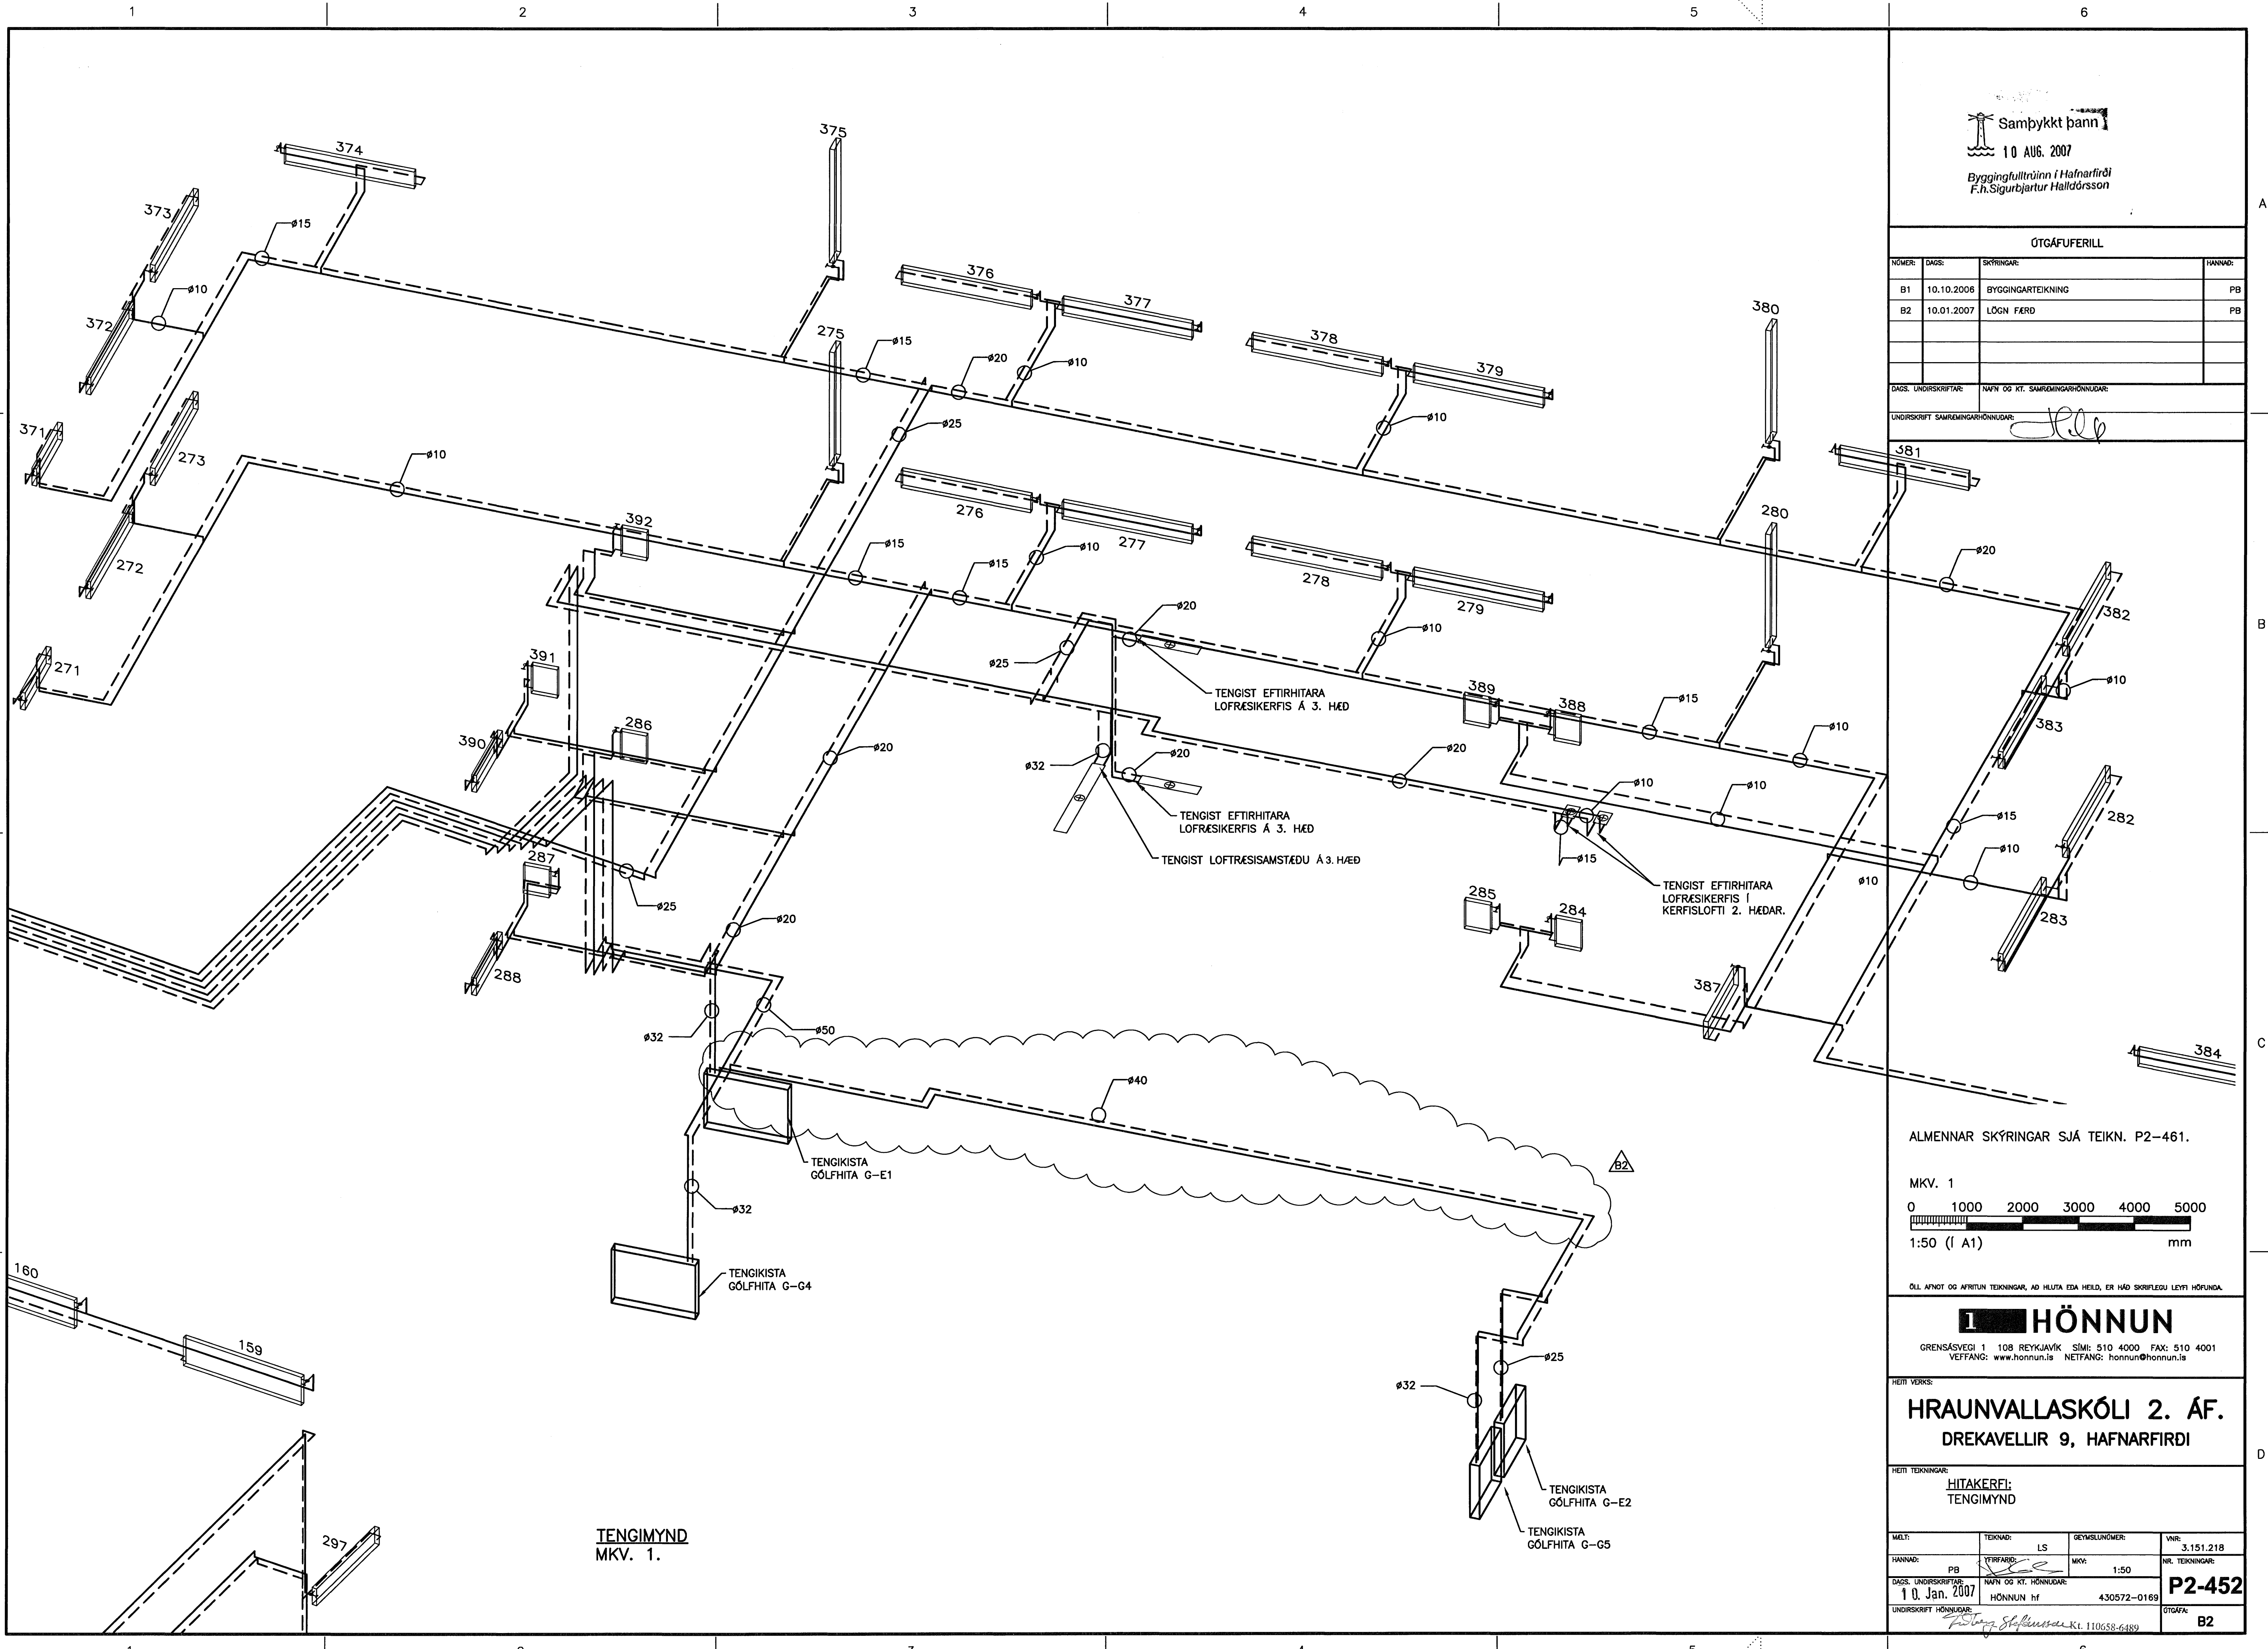 1 2 3 4 5 6
A
B
C
D
374
375
373
ø15
ø10
372
376
377
380
275
ø15
ø20
ø10
378
379
371
273
ø25
ø10
381
ø10
392
276
277
280
272
ø15
ø15
ø10
278
279
ø20
ø20
ø10
382
271
391
ø25
TENGIST EFTIRHITARA
LOFRÆSIKERFIS Á 3. HÆÐ
389
388
ø15
ø10
383
390
286
ø20
ø32
ø20
ø20
ø10
ø10
ø10
TENGIST EFTIRHITARA
LOFRÆSIKERFIS Á 3. HÆÐ
282
ø15
287
TENGIST LOFTRÆSISAMSTÆÐU Á 3. HÆÐ
ø15
ø10
ø10
TENGIST EFTIRHITARA
LOFRÆSIKERFIS Í
KERFISLOFTI 2. HÆÐAR.
ø25
ø20
285
284
283
288
387
ø32
ø50
384
ø40
TENGIKISTA
GÓLFHITA G-E1
B2
ø32
TENGIKISTA
GÓLFHITA G-G4
160
159
ø25
ø32
TENGIKISTA
GÓLFHITA G-E2
TENGIKISTA
GÓLFHITA G-G5
297
TENGIMYND
MKV. 1.
Samþykkt þann
10 AUG. 2007
Byggingfulltrúinn í Hafnarfirði
F.h.Sigurbjartur Halldórsson
ÚTGÁFUFERILL
NÚMER: DAGS: SKÝRINGAR: HANNAÐ:
B1 10.10.2006 BYGGINGARTEIKNING PB
B2 10.01.2007 LÖGN FÆRÐ PB
DAGS. UNDIRSKRIFTAR: NAFN OG KT. SAMRÆMINGARHÖNNUÐAR:
UNDIRSKRIFT SAMRÆMINGARHÖNNUÐAR:
ALMENNAR SKÝRINGAR SJÁ TEIKN. P2-461.
MKV. 1
0 1000 2000 3000 4000 5000
1:50 (Í A1) mm
ÖLL AFNOT OG AFRITUN TEIKNINGAR, AÐ HLUTA EÐA HEILD, ER HÁÐ SKRIFLEGU LEYFI HÖFUNDA.
1 HÖNNUN
GRENSÁSVEGI 1 108 REYKJAVÍK SÍMI: 510 4000 FAX: 510 4001
VEFFANG: www.honnun.is NETFANG: honnun@honnun.is
HEITI VERKS:
HRAUNVALLASKÓLI 2. ÁF.
DREKAVELLIR 9, HAFNARFIRÐI
HEITI TEIKNINGAR:
HITAKERFI:
TENGIMYND
MÆLT: TEIKNAÐ: LS GEYMSLUNÚMER: VNR: 3.151.218
HANNAÐ: PB YFIRFARIÐ: MKV: 1:50 NR. TEIKNINGAR: P2-452
DAGS. UNDIRSKRIFTAR: 10. Jan. 2007 NAFN OG KT. HÖNNUÐAR: HÖNNUN hf 430572-0169
UNDIRSKRIFT HÖNNUÐAR: Kt. 110658-6489 ÚTGÁFA: B2